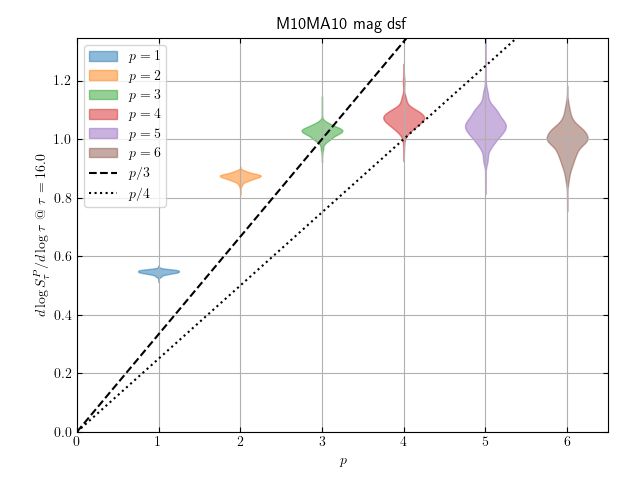 M10MA10 mag dsf
p = 1
p = 2
p = 3
p = 4
p = 5
p = 6
p/3
p/4
d log S_τ^P / d log τ @ τ = 16.0
1.2
1.0
0.8
0.6
0.4
0.2
0.0
0 1 2 3 4 5 6
p